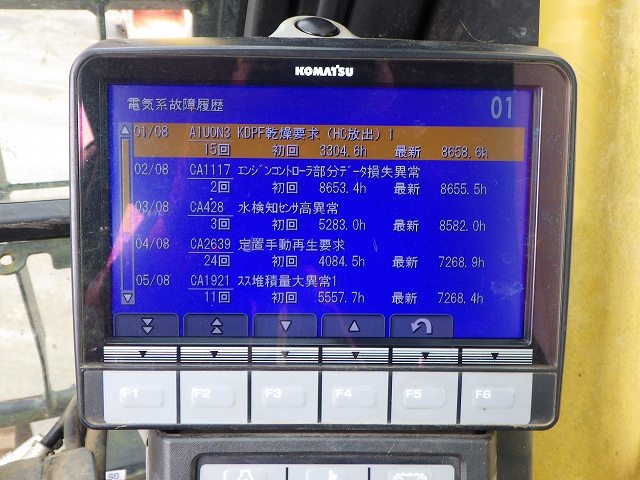 KOMATSU
電気系故障履歴 01
01/08 A1U0N3 KDPF乾燥要求（HC放出）1
15回 初回 3304.6h 最新 8658.6h
02/08 CA1117 ｴﾝｼﾞﾝｺﾝﾄﾛｰﾗ部分ﾃﾞｰﾀ損失異常
2回 初回 8653.4h 最新 8655.5h
03/08 CA428 水検知ｾﾝｻ高異常
3回 初回 5283.0h 最新 8582.0h
04/08 CA2639 定置手動再生要求
24回 初回 4084.5h 最新 7268.9h
05/08 CA1921 ｽｽ堆積量大異常1
11回 初回 5557.7h 最新 7268.4h
F1 F2 F3 F4 F5 F6